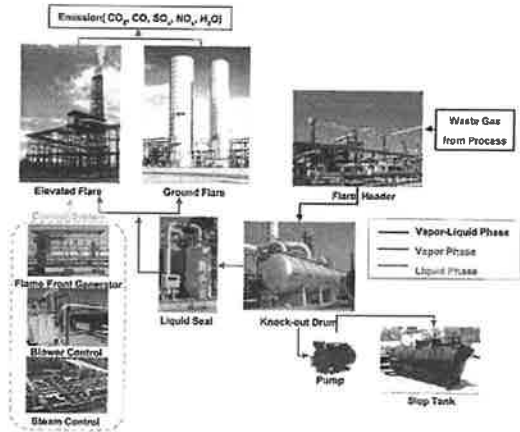 Emission( CO₂, CO, SOₓ, NOₓ, H₂O)
Waste Gas
from Process
Elevated Flare
Ground Flare
Flare Header
Control System
Vapor-Liquid Phase
Vapor Phase
Liquid Phase
Flame Front Generator
Liquid Seal
Knock-out Drum
Blower Control
Pump
Slop Tank
Steam Control